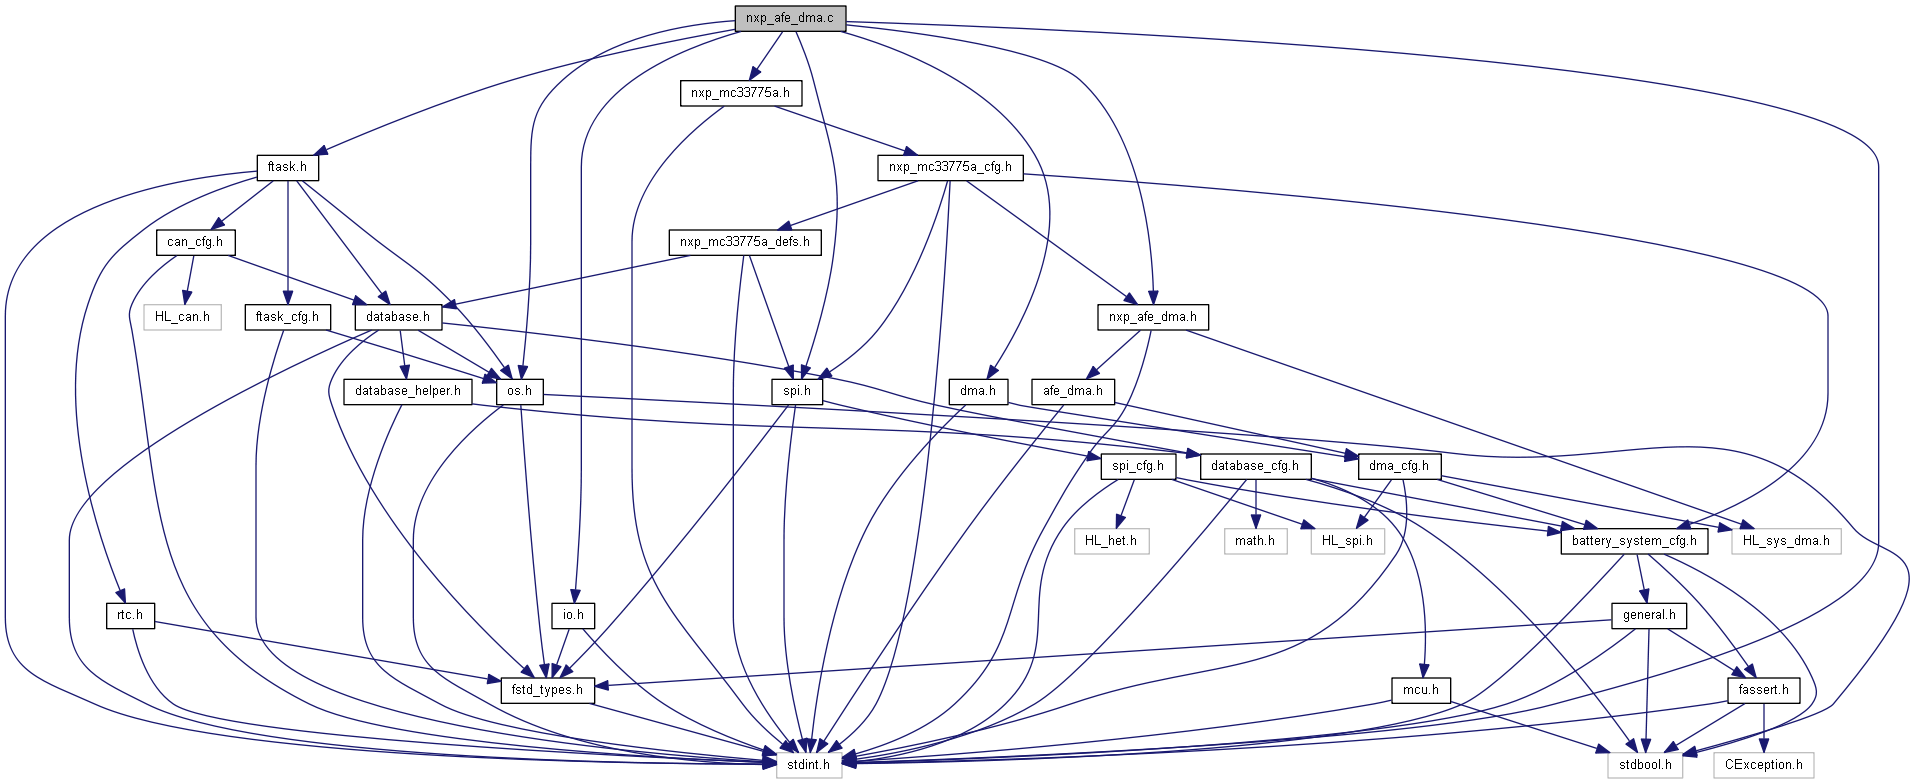 nxp_afe_dma.c
nxp_mc33775a.h
ftask.h
nxp_mc33775a_cfg.h
can_cfg.h
nxp_mc33775a_defs.h
HL_can.h
ftask_cfg.h
database.h
nxp_afe_dma.h
database_helper.h
os.h
spi.h
dma.h
afe_dma.h
spi_cfg.h
database_cfg.h
dma_cfg.h
HL_het.h
math.h
HL_spi.h
battery_system_cfg.h
HL_sys_dma.h
rtc.h
io.h
general.h
fstd_types.h
mcu.h
fassert.h
stdint.h
stdbool.h
CException.h